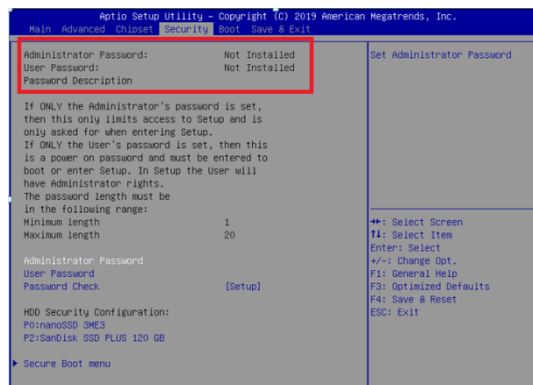 Aptio Setup Utility – Copyright (C) 2019 American Megatrends, Inc.
Main Advanced Chipset Security Boot Save & Exit
Administrator Password: Not Installed
User Password: Not Installed
Password Description
If ONLY the Administrator's password is set,
then this only limits access to Setup and is
only asked for when entering Setup.
If ONLY the User's password is set, then this
is a power on password and must be entered to
boot or enter Setup. In Setup the User will
have Administrator rights.
The password length must be
in the following range:
Minimum length 1
Maximum length 20
Administrator Password
User Password
Password Check [Setup]
HDD Security Configuration:
P0:nanoSSD 3ME3
P2:SanDisk SSD PLUS 120 GB
Secure Boot menu
Set Administrator Password
↔: Select Screen
↑↓: Select Item
Enter: Select
+/-: Change Opt.
F1: General Help
F3: Optimized Defaults
F4: Save & Reset
ESC: Exit